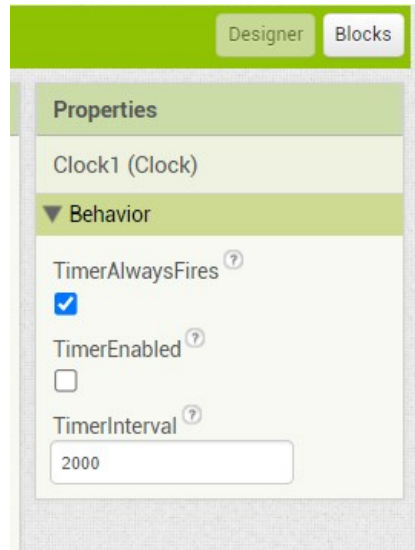 Designer
Blocks
Properties
Clock1 (Clock)
Behavior
TimerAlwaysFires ?
TimerEnabled ?
TimerInterval ?
2000